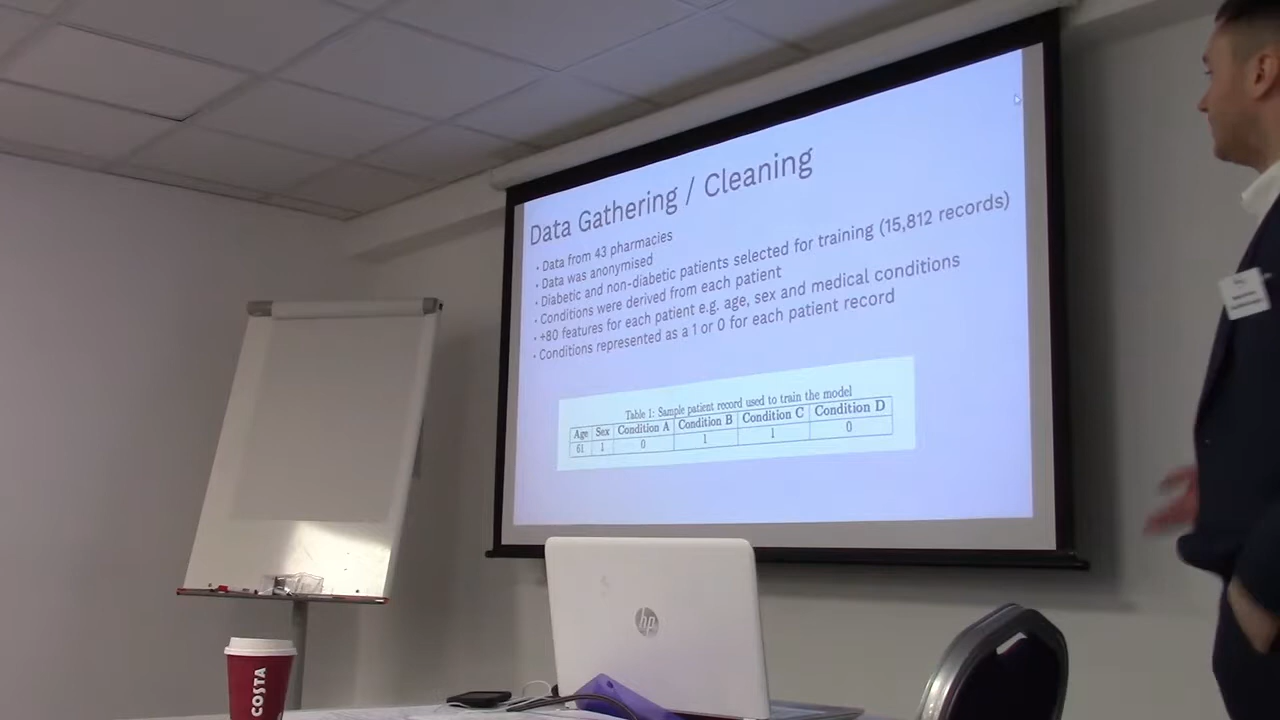 Data Gathering / Cleaning
• Data from 43 pharmacies
• Data was anonymised
• Diabetic and non-diabetic patients selected for training (15,812 records)
• Conditions were derived from each patient
• +80 features for each patient e.g. age, sex and medical conditions
• Conditions represented as a 1 or 0 for each patient record
Table 1: Sample patient record used to train the model
Age Sex Condition A Condition B Condition C Condition D
61 1 0 1 1 0
hp
COSTA